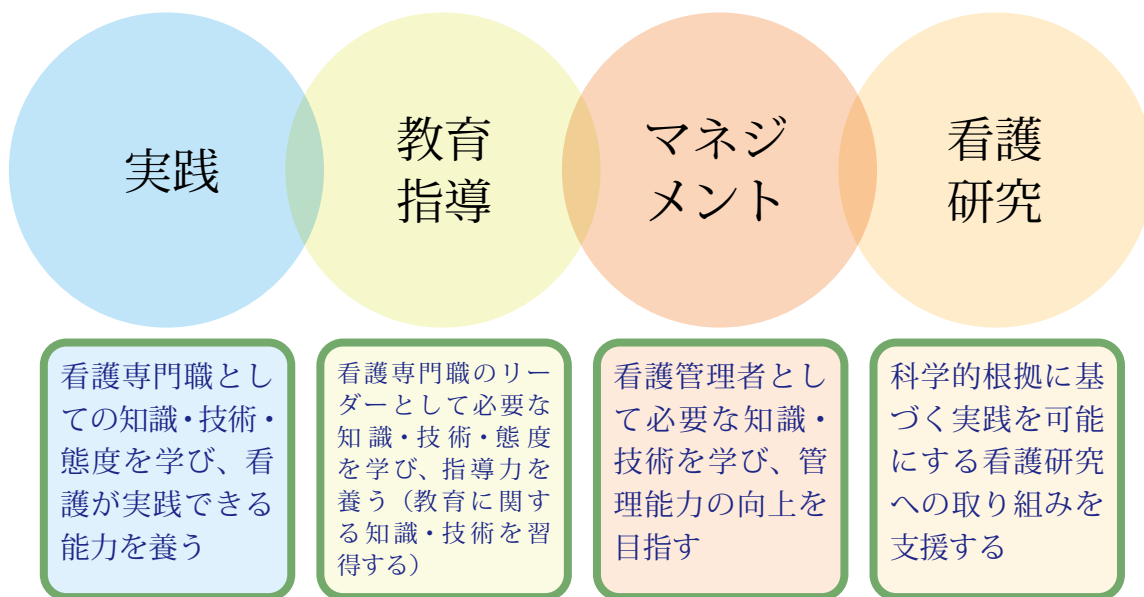 実践
教育
指導
マネジ
メント
看護
研究
看護専門職とし
ての知識・技術・
態度を学び、看
護が実践できる
能力を養う
看護専門職のリー
ダーとして必要な
知識・技術・態度
を学び、指導力を
養う（教育に関す
る知識・技術を習
得する）
看護管理者とし
て必要な知識・
技術を学び、管
理能力の向上を
目指す
科学的根拠に基
づく実践を可能
にする看護研究
への取り組みを
支援する